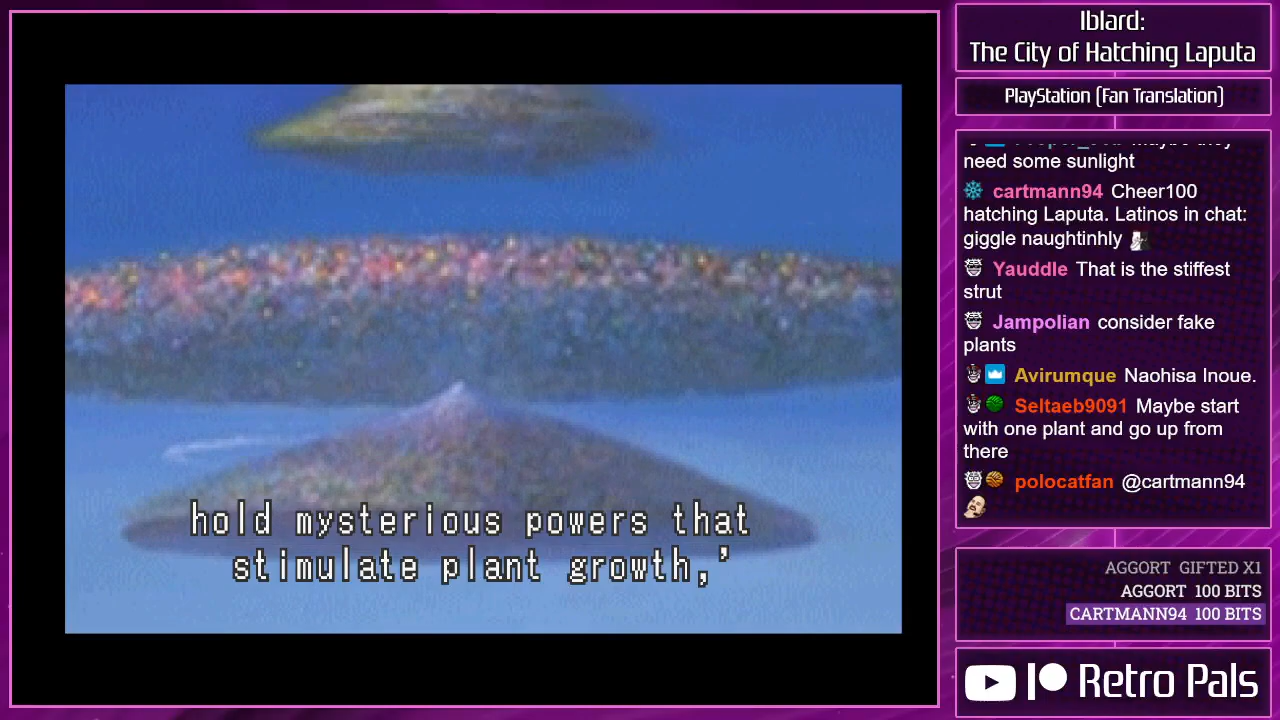 Iblard:
The City of Hatching Laputa
PlayStation (Fan Translation)
need some sunlight
cartmann94 Cheer100
hatching Laputa. Latinos in chat:
giggle naughtinhly
Yauddle That is the stiffest
strut
Jampolian consider fake
plants
Avirumque Naohisa Inoue.
Seltaeb9091 Maybe start
with one plant and go up from
there
polocatfan @cartmann94
hold mysterious powers that
stimulate plant growth,’
AGGORT GIFTED X1
AGGORT 100 BITS
CARTMANN94 100 BITS
Retro Pals